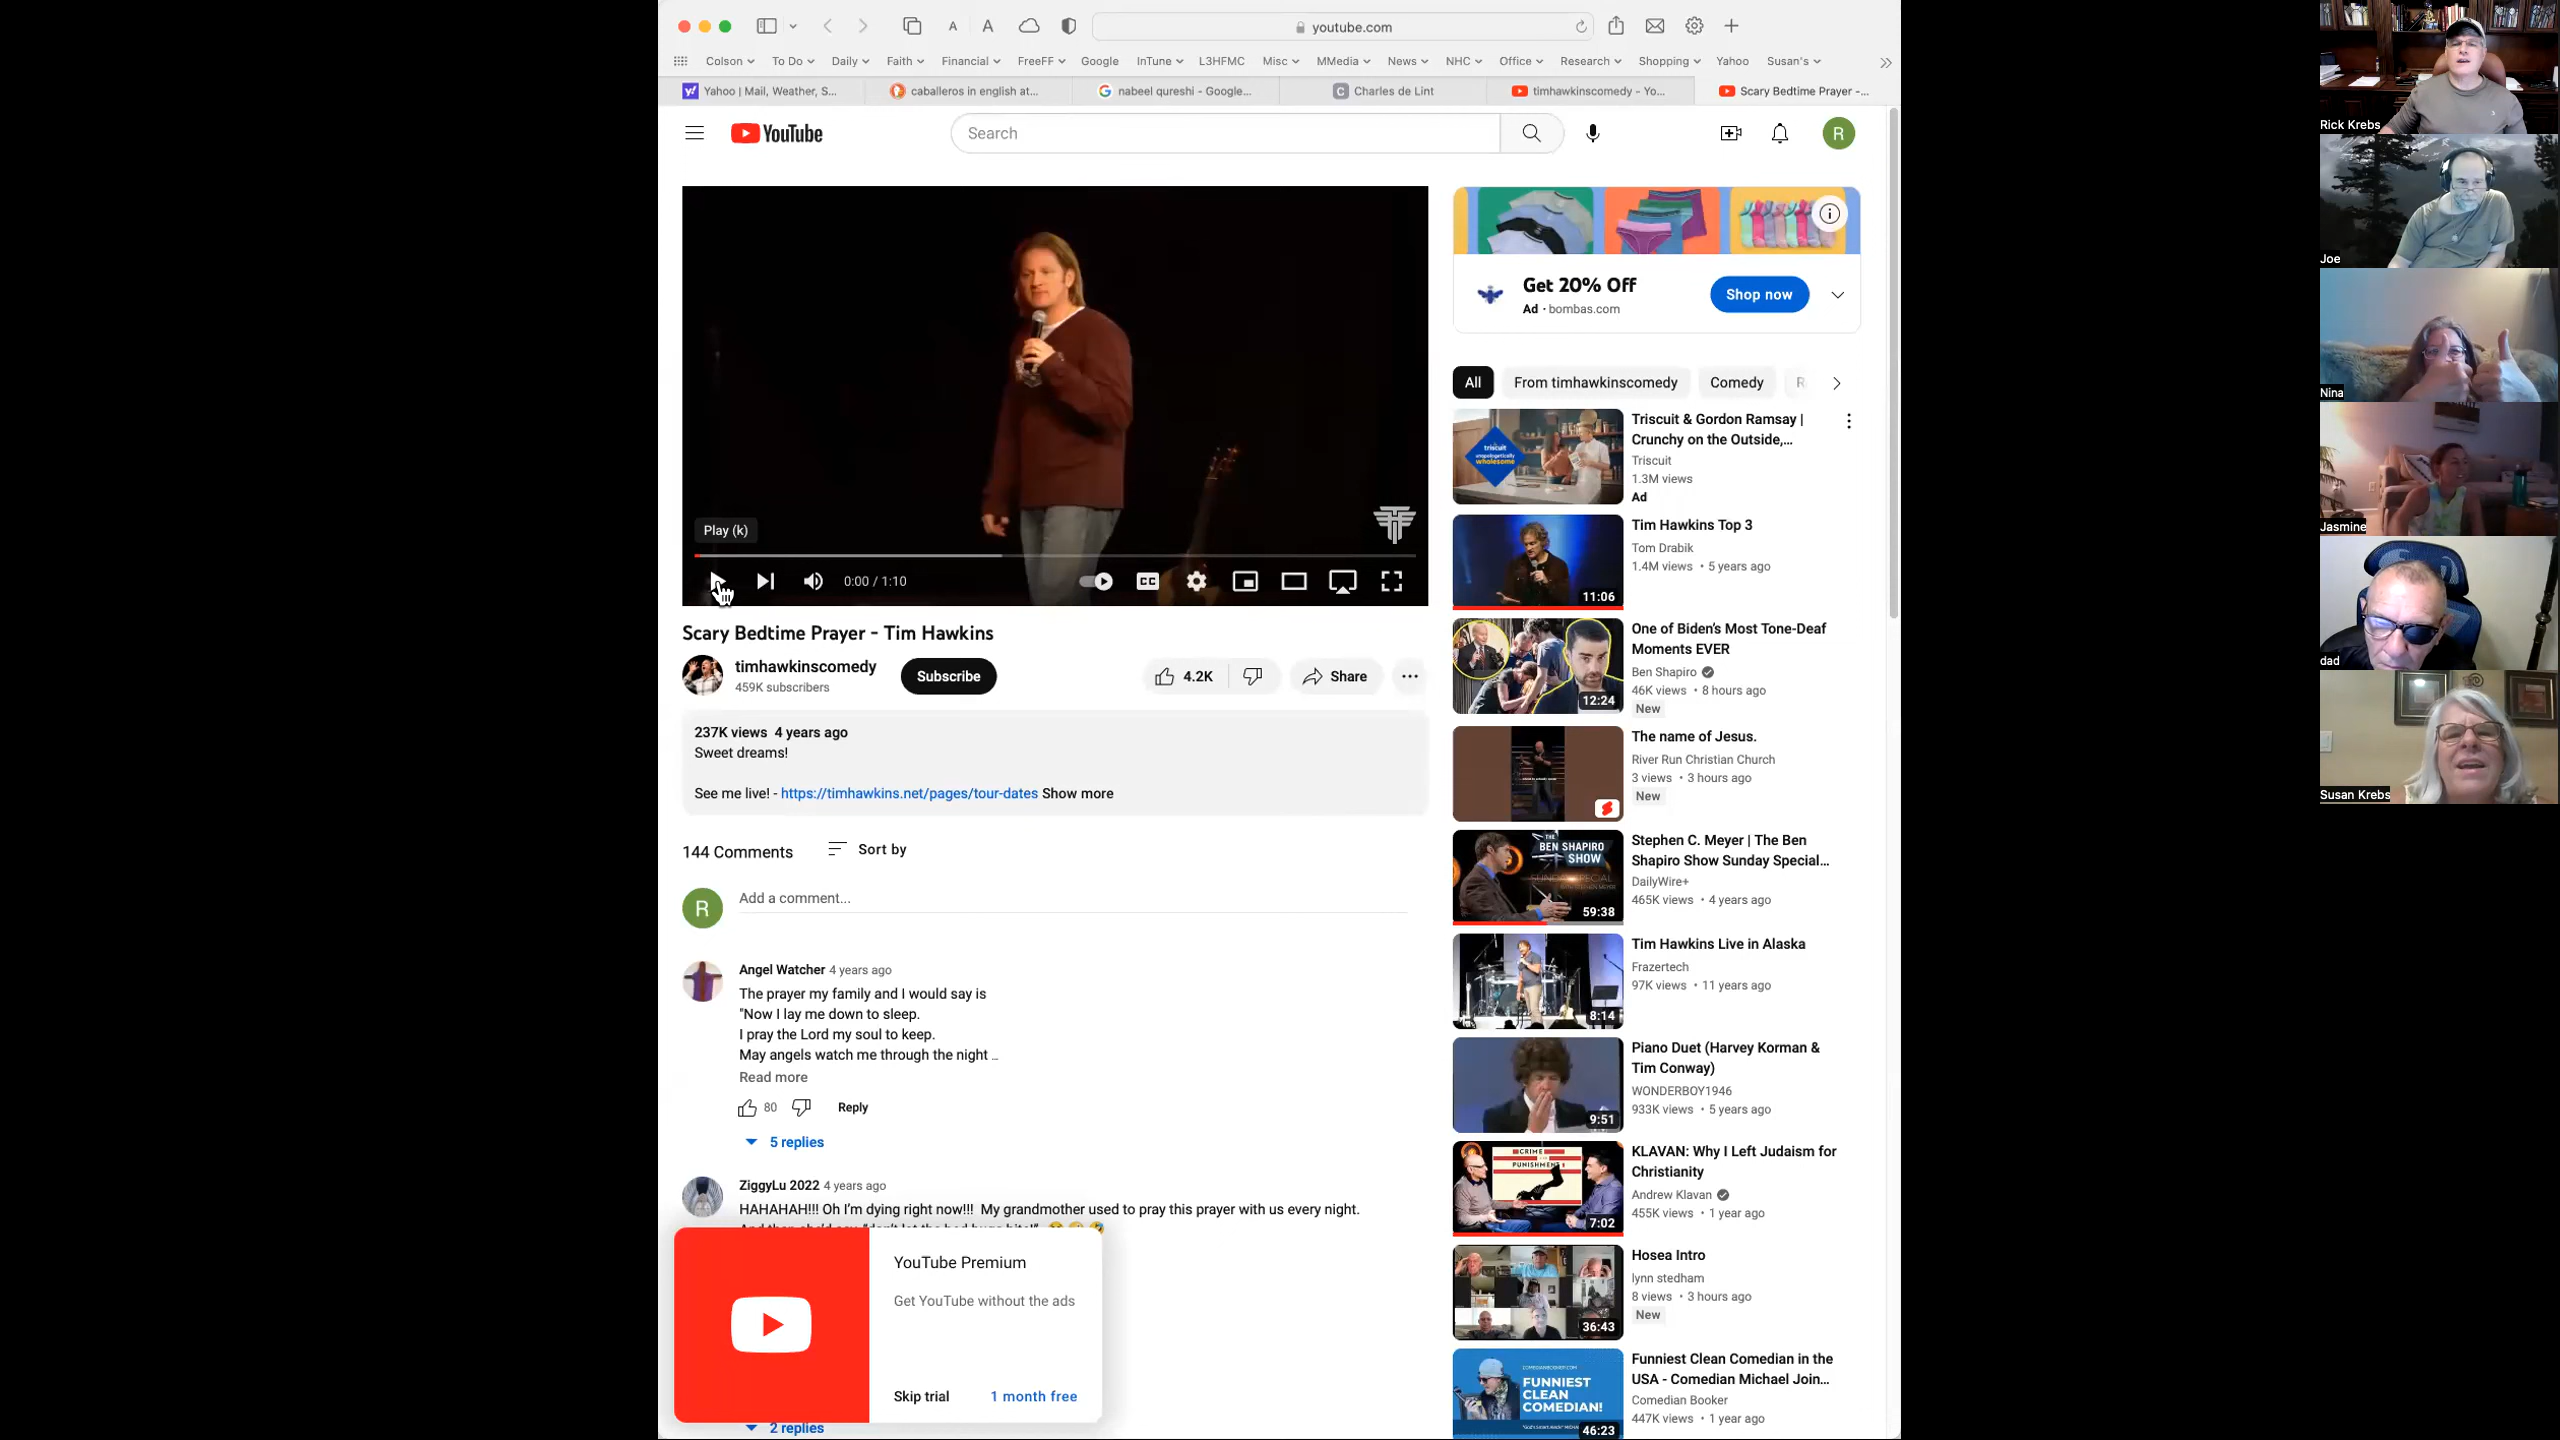 youtube.com
Colson To Do Daily Faith Financial FreeFF Google InTune L3HFMC Misc MMedia News NHC Office Research Shopping Yahoo Susan's
Yahoo | Mail, Weather, S...
caballeros in english at...
nabeel qureshi - Google...
Charles de Lint
timhawkinscomedy - Yo...
Scary Bedtime Prayer -...
YouTube
Search
R
Play (k)
0:00 / 1:10
CC
Scary Bedtime Prayer - Tim Hawkins
timhawkinscomedy
459K subscribers
Subscribe
4.2K
Share
237K views 4 years ago
Sweet dreams!
See me live! - https://timhawkins.net/pages/tour-dates Show more
144 Comments
Sort by
R
Add a comment...
Angel Watcher 4 years ago
The prayer my family and I would say is
"Now I lay me down to sleep.
I pray the Lord my soul to keep.
May angels watch me through the night ...
Read more
80
Reply
5 replies
ZiggyLu 2022 4 years ago
HAHAHAH!!! Oh I'm dying right now!!! My grandmother used to pray this prayer with us every night.
YouTube Premium
Get YouTube without the ads
Skip trial
1 month free
2 replies
Get 20% Off
Ad · bombas.com
Shop now
All
From timhawkinscomedy
Comedy
triscuit
unapologetically
wholesome
Triscuit & Gordon Ramsay |
Crunchy on the Outside,...
Triscuit
1.3M views
Ad
11:06
Tim Hawkins Top 3
Tom Drabik
1.4M views • 5 years ago
12:24
One of Biden's Most Tone-Deaf
Moments EVER
Ben Shapiro
46K views • 8 hours ago
New
The name of Jesus.
River Run Christian Church
3 views • 3 hours ago
New
THE
BEN SHAPIRO
SHOW
59:38
Stephen C. Meyer | The Ben
Shapiro Show Sunday Special...
DailyWire+
465K views • 4 years ago
8:14
Tim Hawkins Live in Alaska
Frazertech
97K views • 11 years ago
9:51
Piano Duet (Harvey Korman &
Tim Conway)
WONDERBOY1946
933K views • 5 years ago
CRIME
PUNISHMENT
7:02
KLAVAN: Why I Left Judaism for
Christianity
Andrew Klavan
455K views • 1 year ago
36:43
Hosea Intro
lynn stedham
8 views • 3 hours ago
New
FUNNIEST
CLEAN
COMEDIAN!
46:23
Funniest Clean Comedian in the
USA - Comedian Michael Join...
Comedian Booker
447K views • 1 year ago
Rick Krebs
Joe
Nina
Jasmine
dad
Susan Krebs